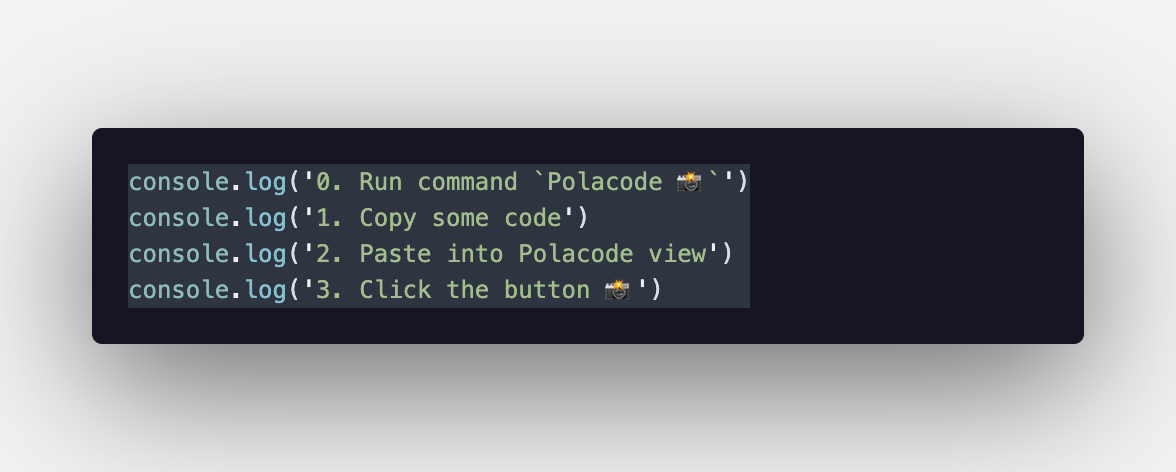 console.log('0. Run command `Polacode 📸`')
console.log('1. Copy some code')
console.log('2. Paste into Polacode view')
console.log('3. Click the button 📸')